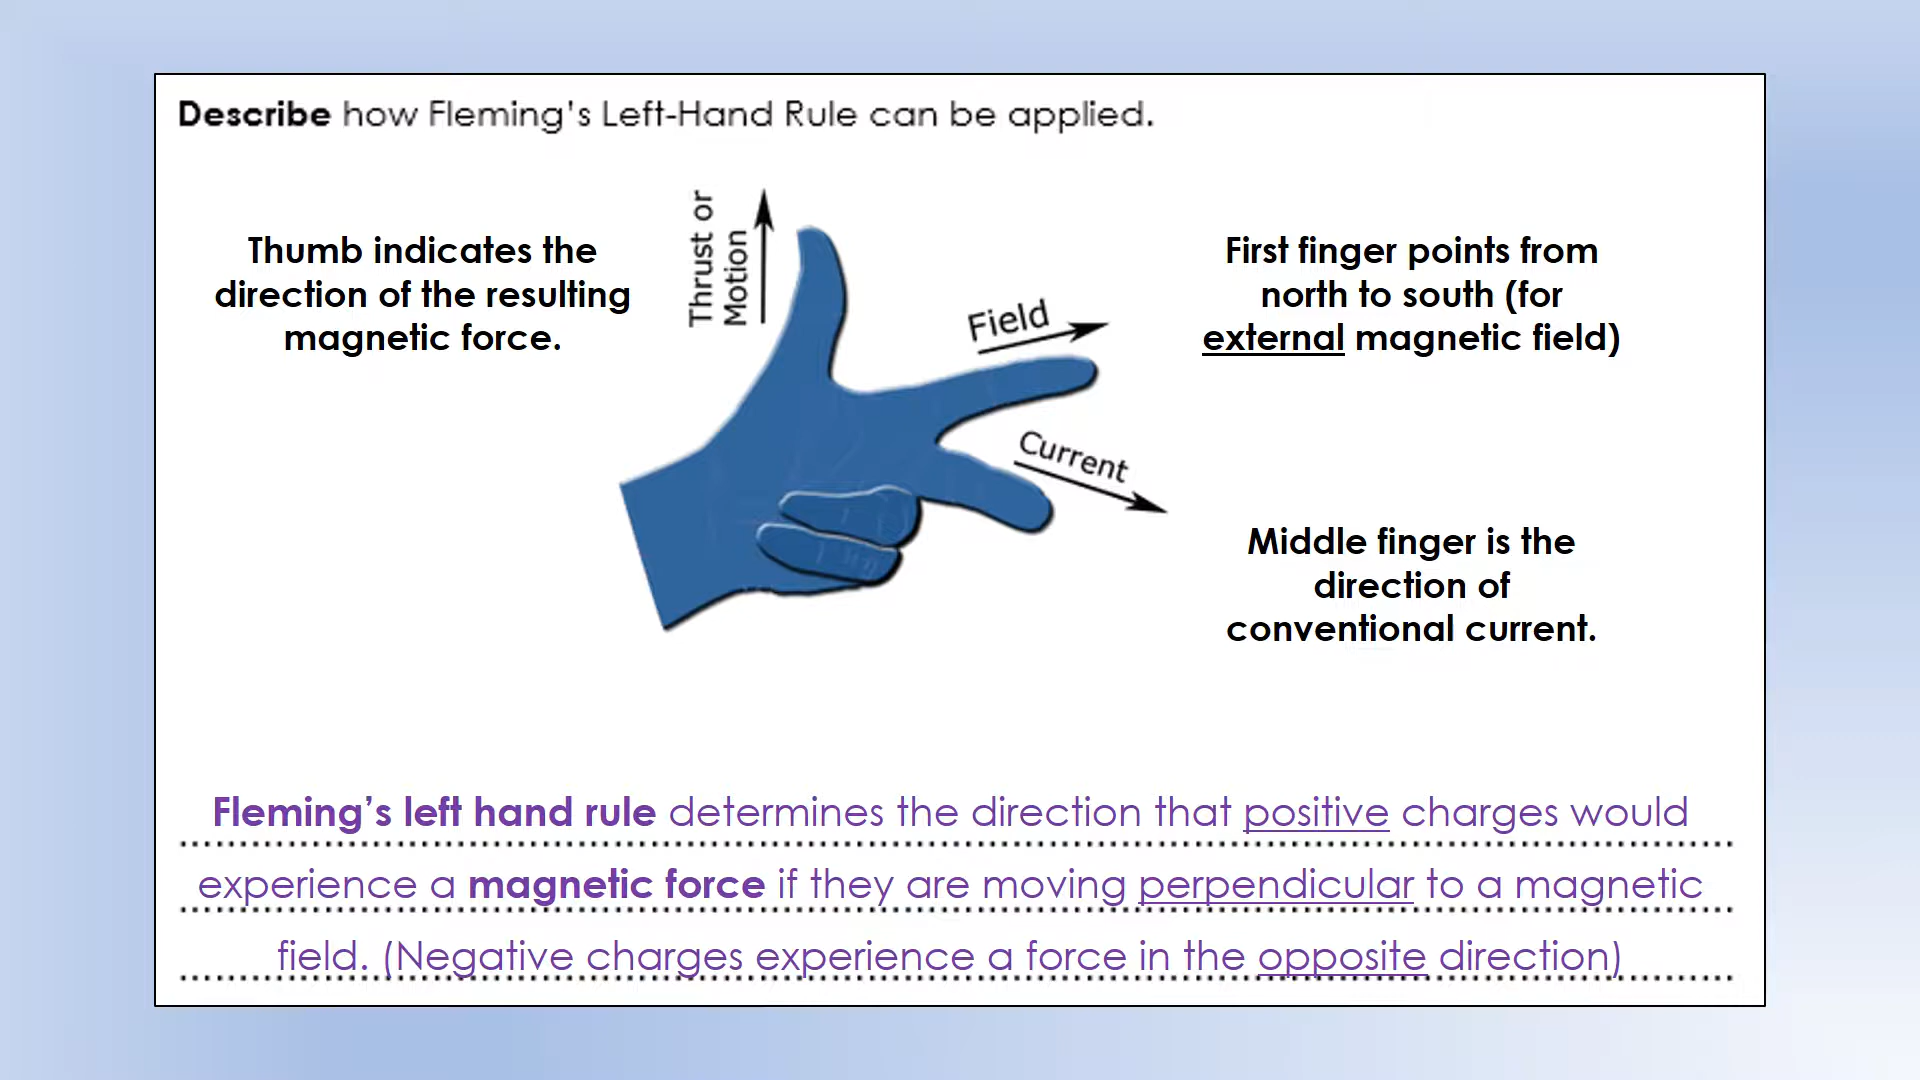 Describe how Fleming's Left-Hand Rule can be applied.
Thumb indicates the
direction of the resulting
magnetic force.
Thrust or
Motion
Field
Current
First finger points from
north to south (for
external magnetic field)
Middle finger is the
direction of
conventional current.
Fleming’s left hand rule determines the direction that positive charges would
experience a magnetic force if they are moving perpendicular to a magnetic
field. (Negative charges experience a force in the opposite direction)